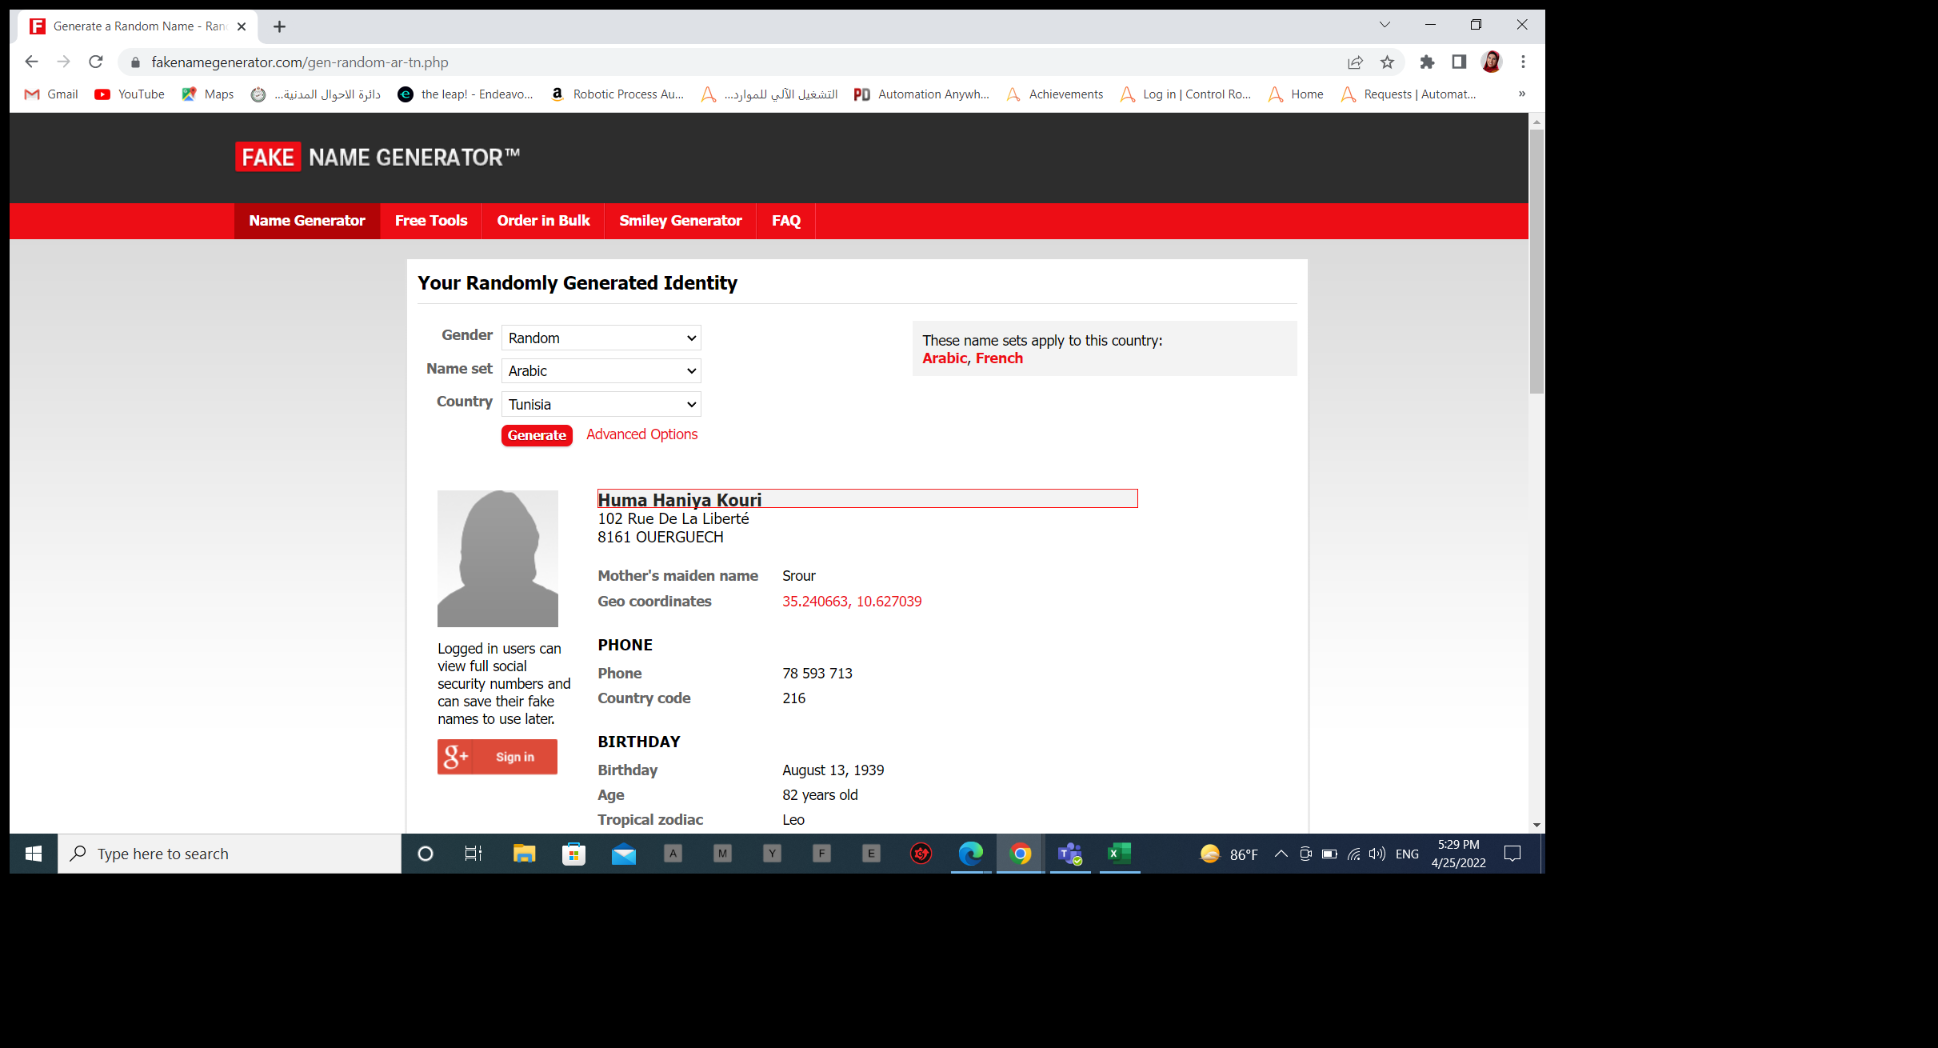 Generate a Random Name - Ran
fakenamegenerator.com/gen-random-ar-tn.php
Gmail
YouTube
Maps
دائرة الاحوال المدنية...
the leap! - Endeavo...
Robotic Process Au...
التشغيل الآلي للموارد...
Automation Anywh...
Achievements
Log in | Control Ro...
Home
Requests | Automat...
»
FAKE NAME GENERATOR™
Name Generator
Free Tools
Order in Bulk
Smiley Generator
FAQ
Your Randomly Generated Identity
Gender Random
Name set Arabic
Country Tunisia
Generate Advanced Options
These name sets apply to this country:
Arabic, French
Huma Haniya Kouri
102 Rue De La Liberté
8161 OUERGUECH
Mother's maiden name Srour
Geo coordinates 35.240663, 10.627039
PHONE
Phone 78 593 713
Country code 216
BIRTHDAY
Birthday August 13, 1939
Age 82 years old
Tropical zodiac Leo
Logged in users can
view full social
security numbers and
can save their fake
names to use later.
g+ Sign in
Type here to search
A
M
Y
F
E
86°F
ENG
5:29 PM
4/25/2022